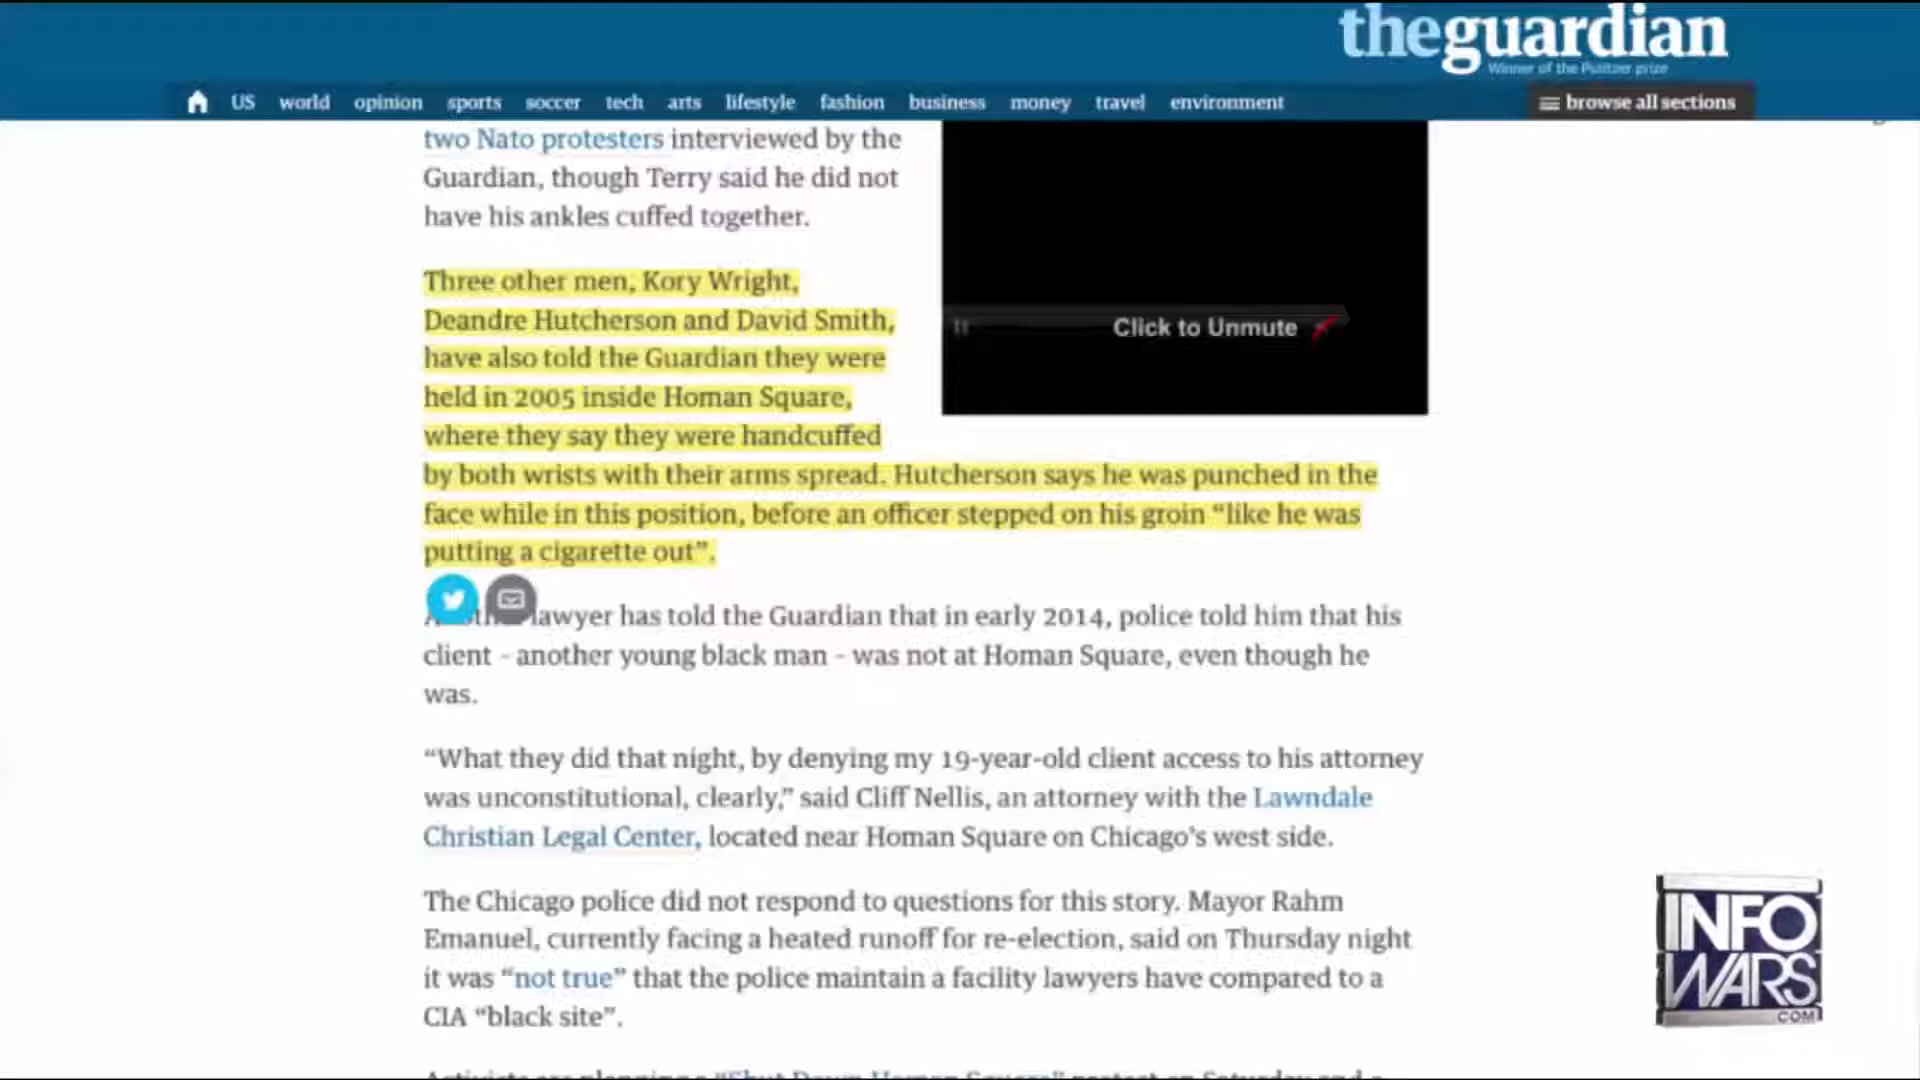 theguardian
Winner of the Pulitzer prize
US world opinion sports soccer tech arts lifestyle fashion business money travel environment browse all sections
two Nato protesters interviewed by the
Guardian, though Terry said he did not
have his ankles cuffed together.
Click to Unmute
Three other men, Kory Wright,
Deandre Hutcherson and David Smith,
have also told the Guardian they were
held in 2005 inside Homan Square,
where they say they were handcuffed
by both wrists with their arms spread. Hutcherson says he was punched in the
face while in this position, before an officer stepped on his groin “like he was
putting a cigarette out”.
lawyer has told the Guardian that in early 2014, police told him that his
client - another young black man - was not at Homan Square, even though he
was.
“What they did that night, by denying my 19-year-old client access to his attorney
was unconstitutional, clearly,” said Cliff Nellis, an attorney with the Lawndale
Christian Legal Center, located near Homan Square on Chicago’s west side.
The Chicago police did not respond to questions for this story. Mayor Rahm
Emanuel, currently facing a heated runoff for re-election, said on Thursday night
it was “not true” that the police maintain a facility lawyers have compared to a
CIA “black site”.
INFO
WARS
.COM